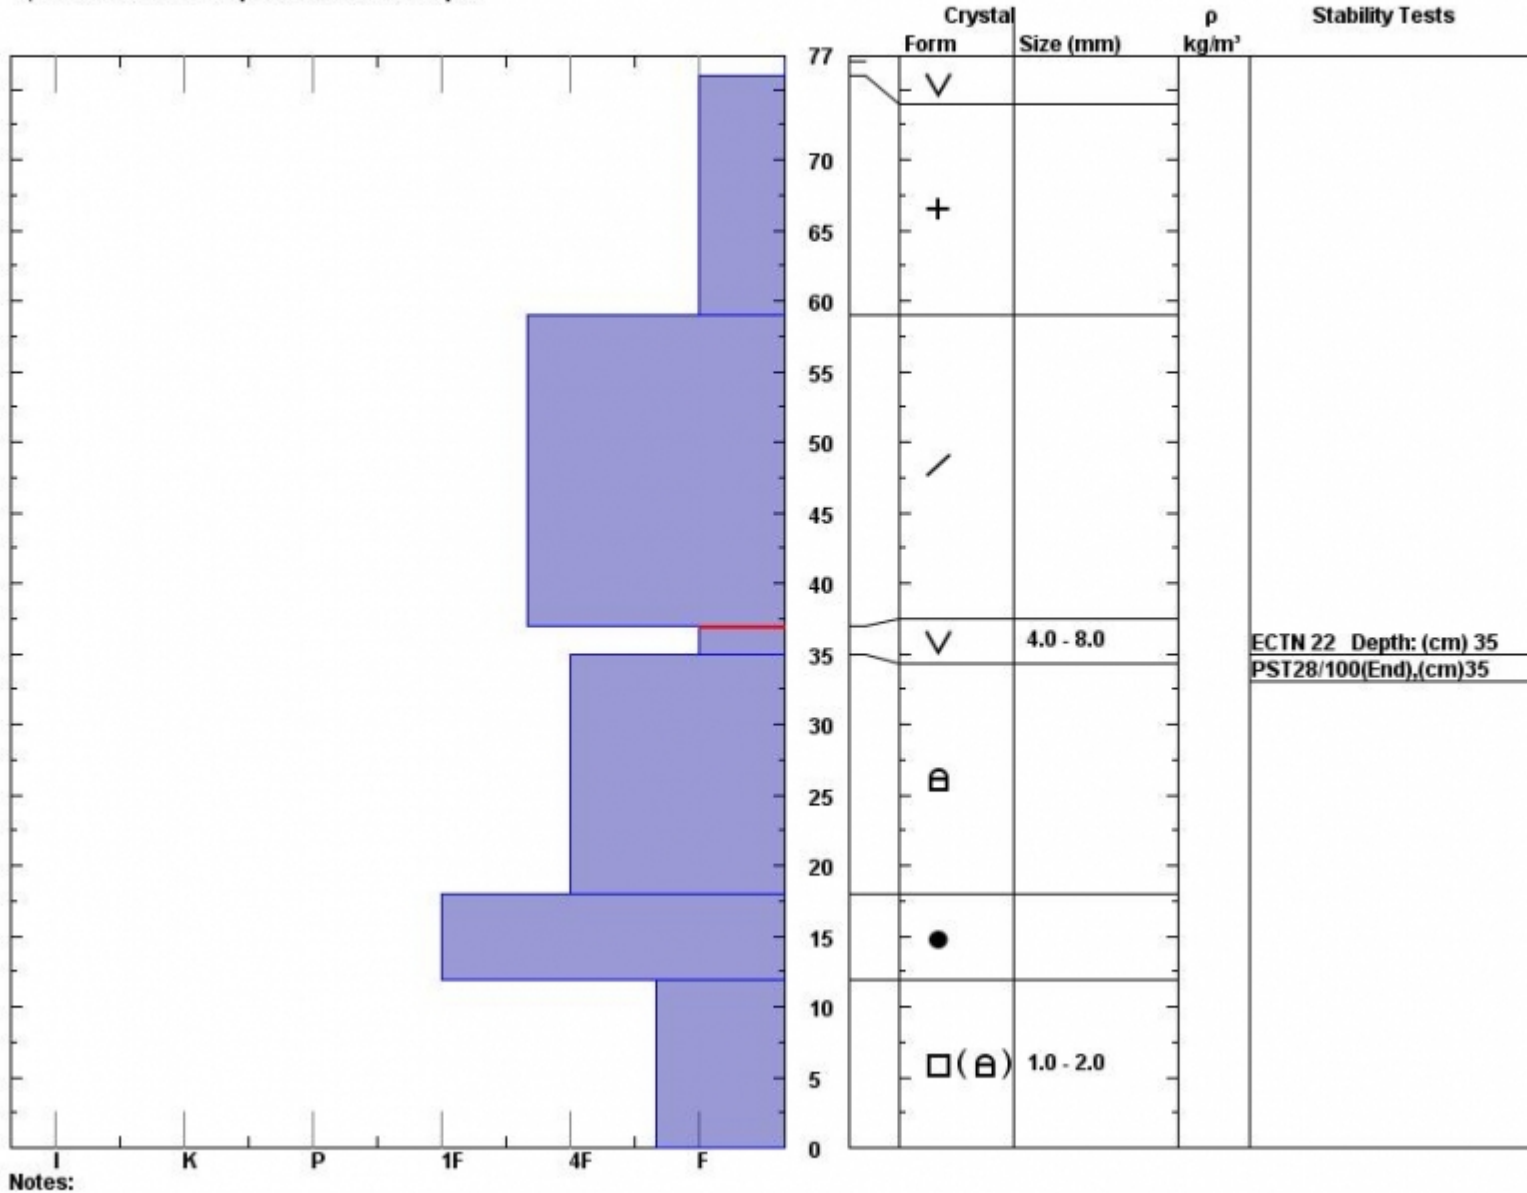 Crystal ρ Stability Tests
Form Size (mm) kg/m³
77
70
65
60
55
50
45
40
4.0 - 8.0
ECTN 22 Depth: (cm) 35
35
PST28/100(End),(cm)35
30
25
20
15
10
1.0 - 2.0
5
0
I K P 1F 4F F
Notes: